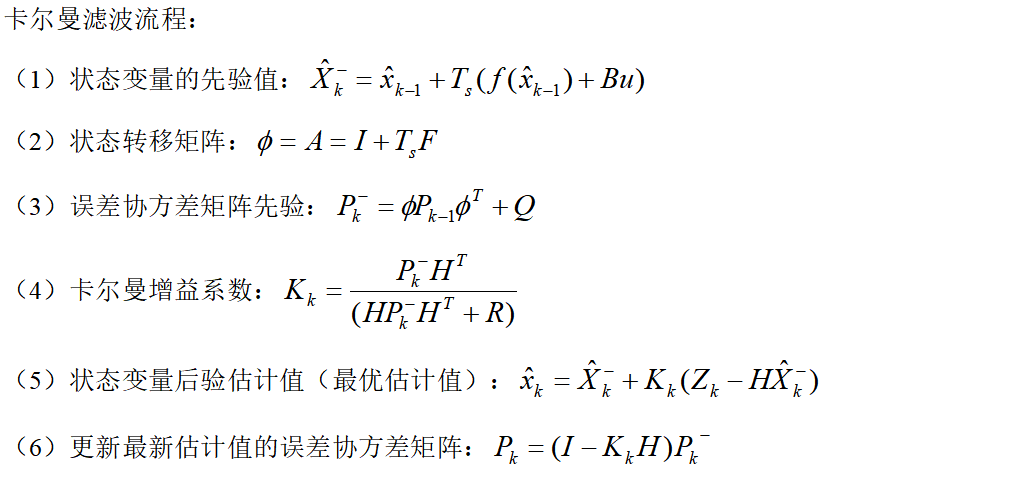 卡尔曼滤波流程：
（1）状态变量的先验值：$\hat{X}_k^- = \hat{x}_{k-1} + T_s(f(\hat{x}_{k-1}) + Bu)$
（2）状态转移矩阵：$\phi = A = I + T_s F$
（3）误差协方差矩阵先验：$P_k^- = \phi P_{k-1} \phi^T + Q$
（4）卡尔曼增益系数：$K_k = \frac{P_k^- H^T}{(H P_k^- H^T + R)}$
（5）状态变量后验估计值（最优估计值）：$\hat{x}_k = \hat{X}_k^- + K_k(Z_k - H\hat{X}_k^-)$
（6）更新最新估计值的误差协方差矩阵：$P_k = (I - K_k H)P_k^-$